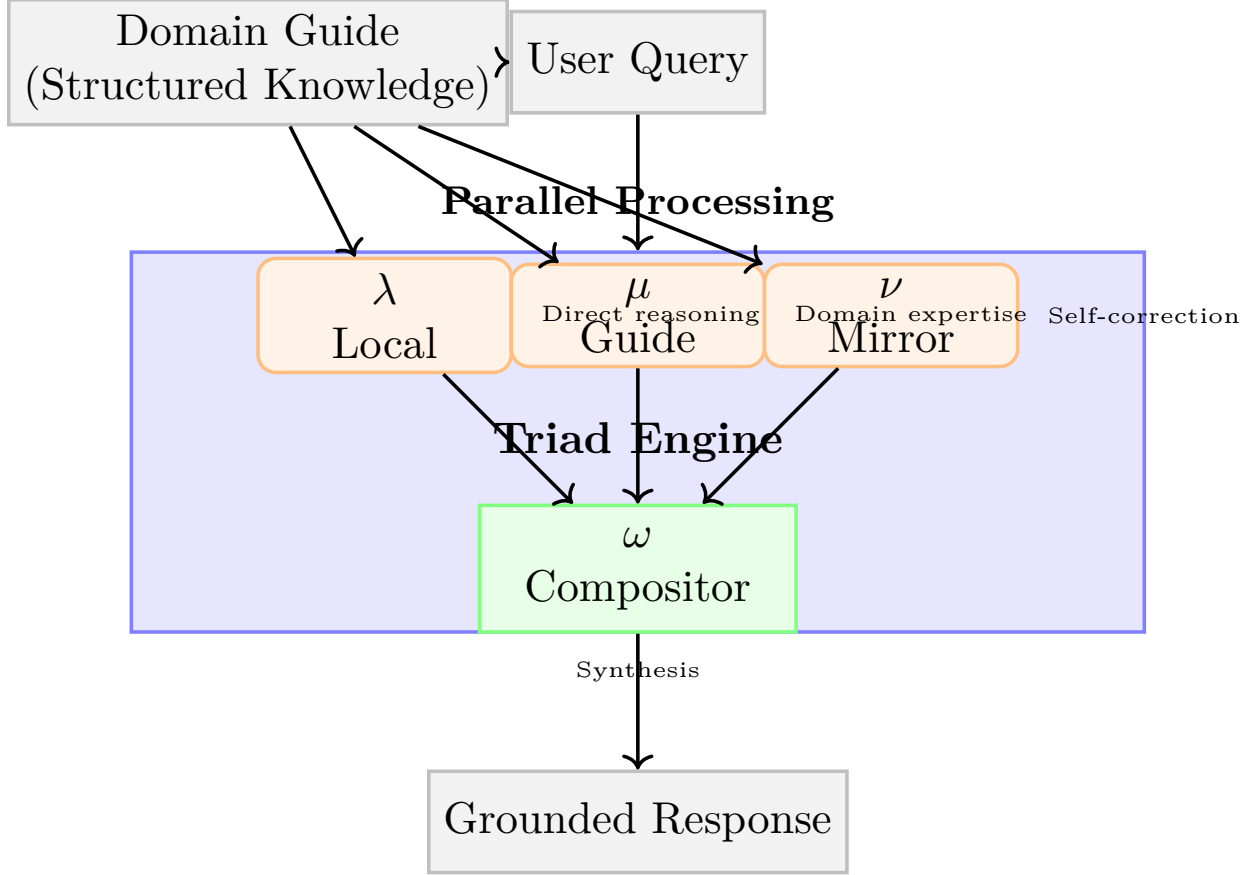 Domain Guide
(Structured Knowledge)
User Query
Parallel Processing
λ
Local
μ
Direct reasoning
Guide
ν
Domain expertise
Mirror
Self-correction
Triad Engine
ω
Compositor
Synthesis
Grounded Response